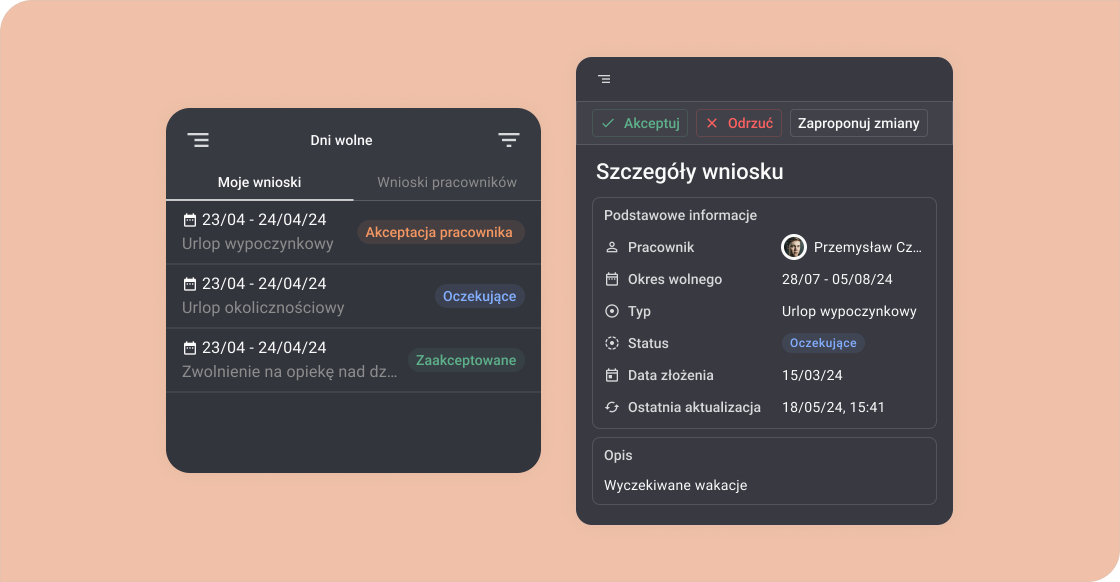 Dni wolne
Moje wnioski
Wnioski pracowników
23/04 - 24/04/24
Urlop wypoczynkowy
Akceptacja pracownika
23/04 - 24/04/24
Urlop okolicznościowy
Oczekujące
23/04 - 24/04/24
Zwolnienie na opiekę nad dz...
Zaakceptowane
Akceptuj
Odrzuć
Zaproponuj zmiany
Szczegóły wniosku
Podstawowe informacje
Pracownik Przemysław Cz...
Okres wolnego 28/07 - 05/08/24
Typ Urlop wypoczynkowy
Status Oczekujące
Data złożenia 15/03/24
Ostatnia aktualizacja 18/05/24, 15:41
Opis
Wyczekiwane wakacje